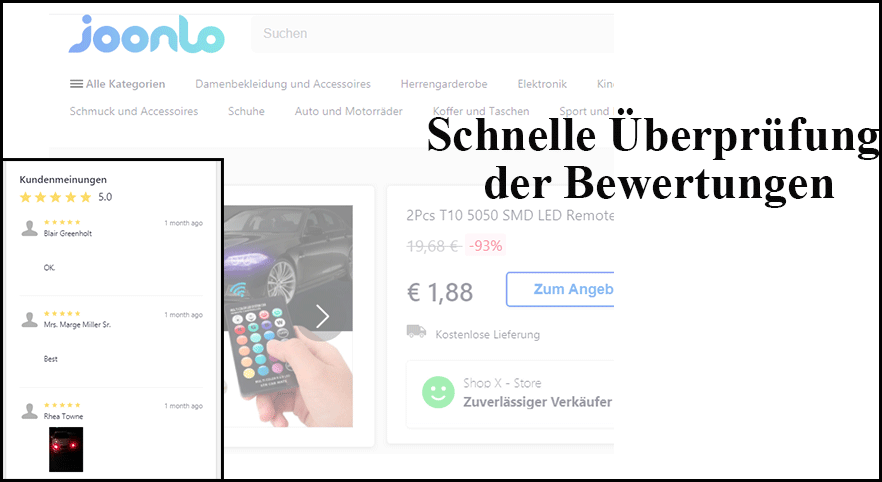 joonlo
Suchen
Alle Kategorien Damenbekleidung und Accessoires Herrengarderobe Elektronik
Schmuck und Accessoires Schuhe Auto und Motorräder Koffer und Taschen Sport und
Schnelle Überprüfung
der Bewertungen
Kundenmeinungen
5.0
1 month ago
Blair Greenholt
OK.
1 month ago
Mrs. Marge Miller Sr.
Best
1 month ago
Rhea Towne
2Pcs T10 5050 SMD LED Remote
19,68 € -93%
€ 1,88
Zum Angeb
Kostenlose Lieferung
Shop X - Store
Zuverlässiger Verkäufer